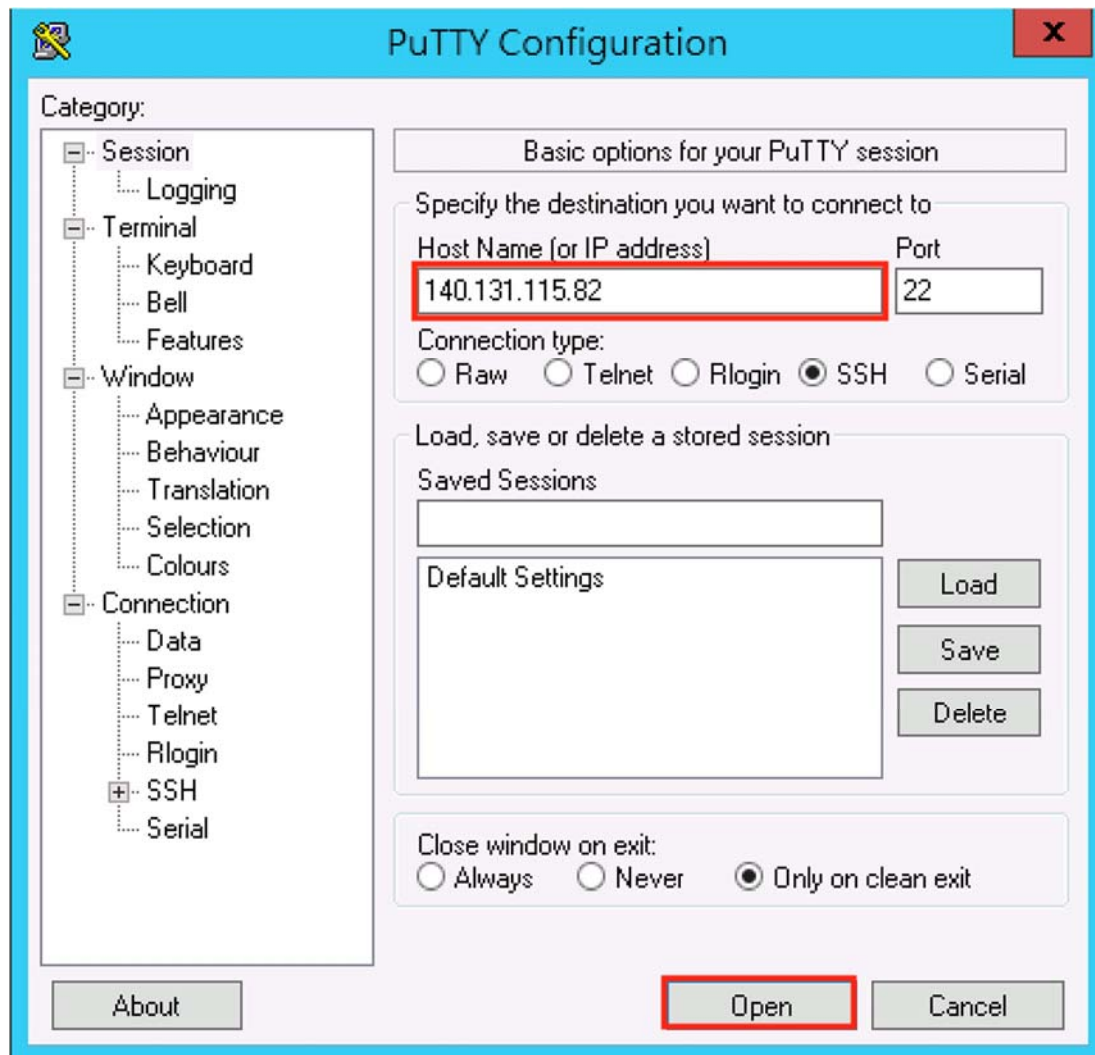 PuTTY Configuration
X
Category:
Session
Logging
Terminal
Keyboard
Bell
Features
Window
Appearance
Behaviour
Translation
Selection
Colours
Connection
Data
Proxy
Telnet
Rlogin
SSH
Serial
Basic options for your PuTTY session
Specify the destination you want to connect to
Host Name (or IP address) Port
140.131.115.82 22
Connection type:
Raw Telnet Rlogin SSH Serial
Load, save or delete a stored session
Saved Sessions
Default Settings
Load
Save
Delete
Close window on exit:
Always Never Only on clean exit
About Open Cancel